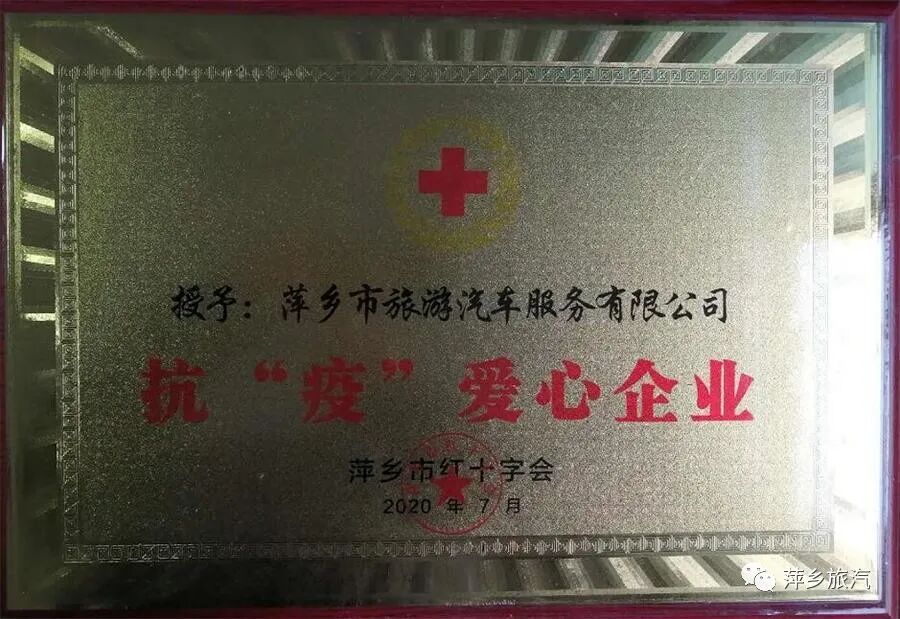 授予：萍乡市旅游汽车服务有限公司
抗“疫”爱心企业
萍乡市红十字会
2020 年 7 月
萍乡旅汽